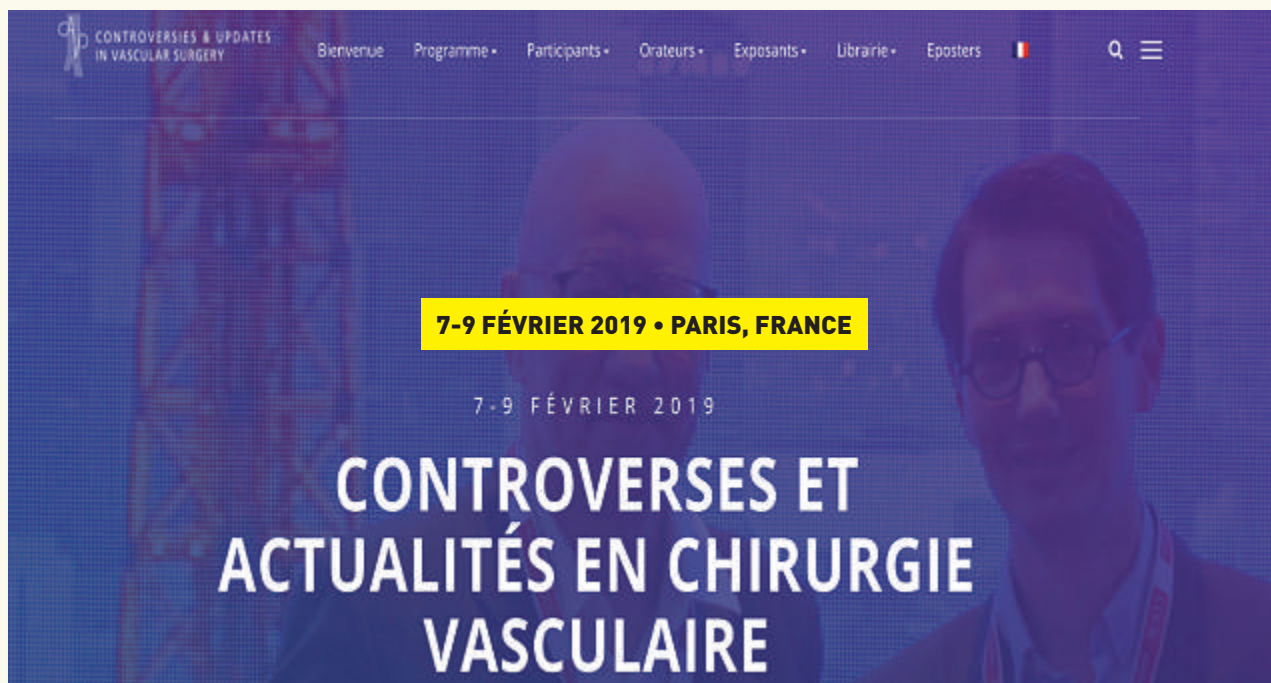 CONTROVERSIES & UPDATES
IN VASCULAR SURGERY
Bienvenue Programme Participants Orateurs Exposants Librairie Eposters
7-9 FÉVRIER 2019 • PARIS, FRANCE
7-9 FÉVRIER 2019
CONTROVERSES ET
ACTUALITÉS EN CHIRURGIE
VASCULAIRE